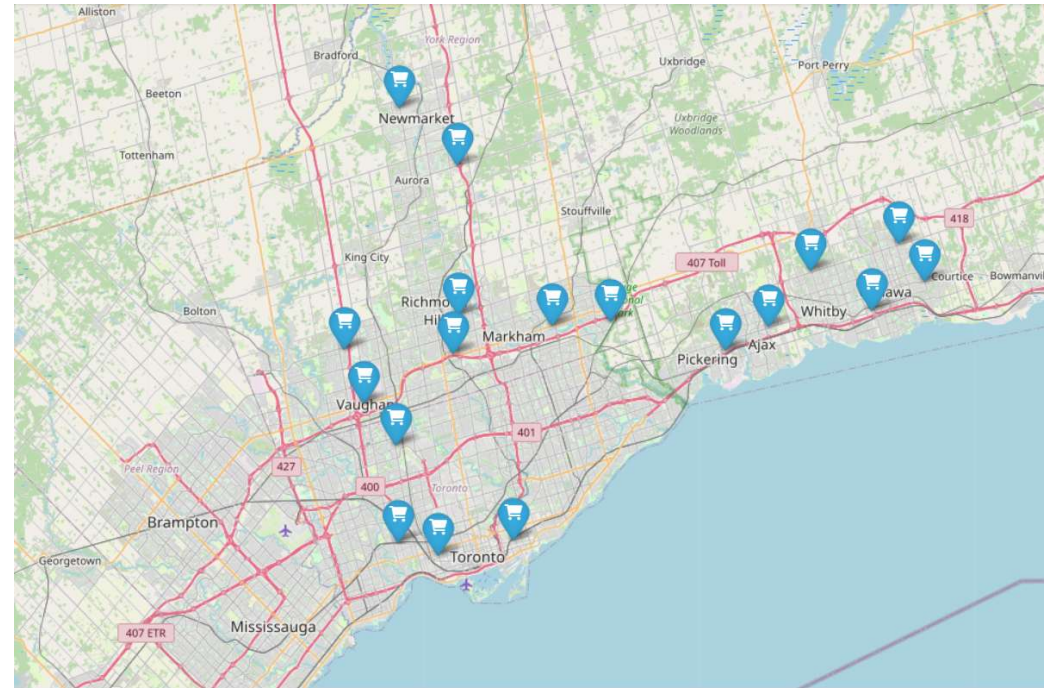 Alliston
York Region
Bradford
Uxbridge
Port Perry
Beeton
Newmarket
Uxbridge
Woodlands
Tottenham
Aurora
Stouffville
418
King City
407 Toll
Courtice
Bowmanvil
Richmo
Hil
Bolton
Whitby
Markham
Ajax
Pickering
Vaughan
401
427
Peel Region
400
Toronto
Brampton
Toronto
Georgetown
Mississauga
407 ETR